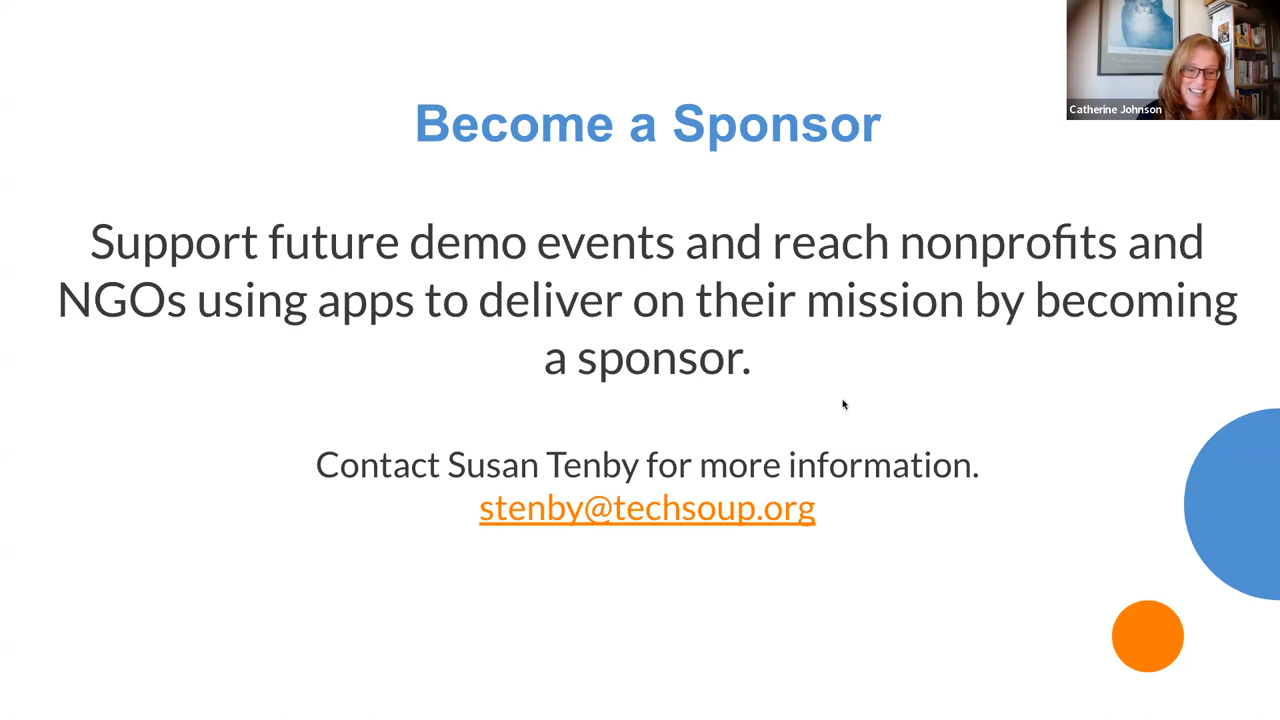 Become a Sponsor
Catherine Johnson
Support future demo events and reach nonprofits and
NGOs using apps to deliver on their mission by becoming
a sponsor.
Contact Susan Tenby for more information.
stenby@techsoup.org